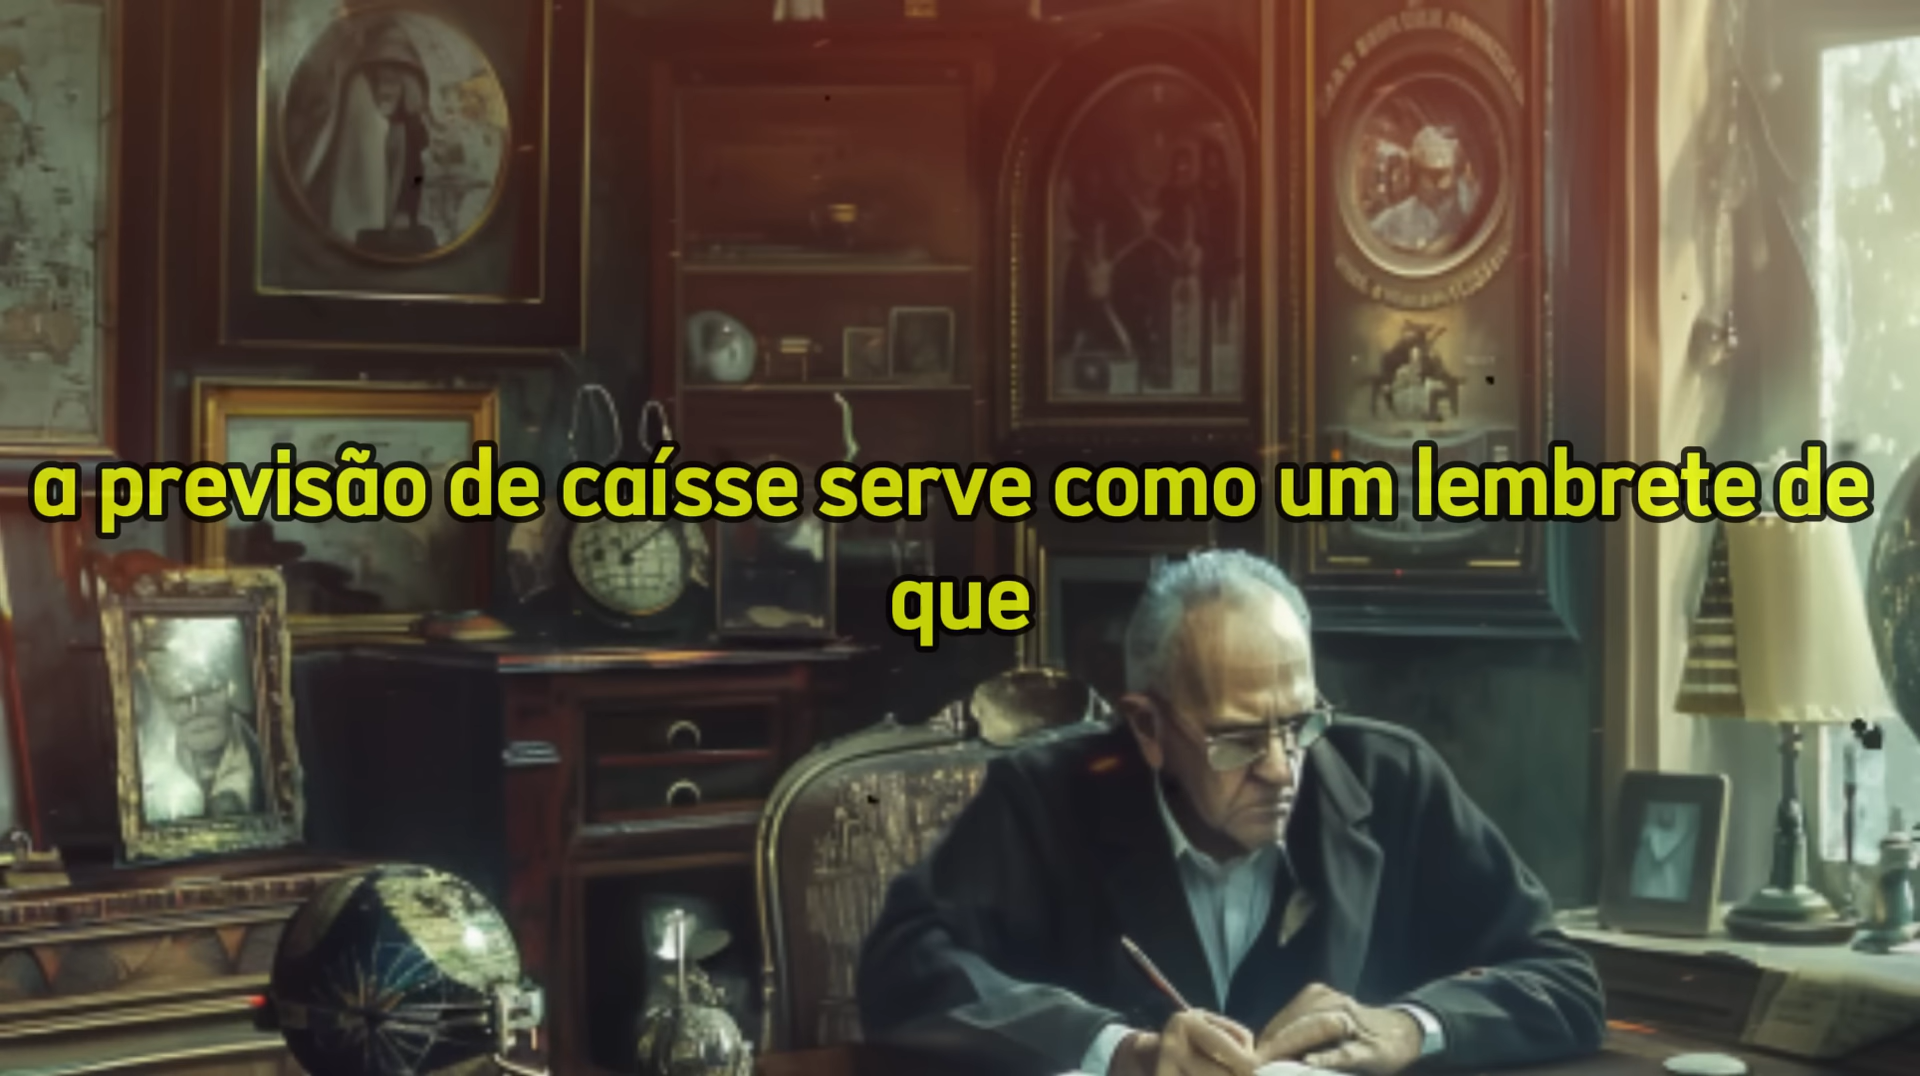 a previsão de caísse serve como um lembrete de
que